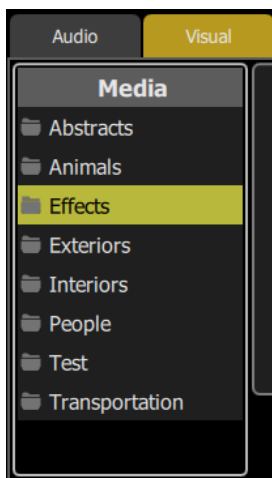 Audio
Visual
Media
Abstracts
Animals
Effects
Exteriors
Interiors
People
Test
Transportation